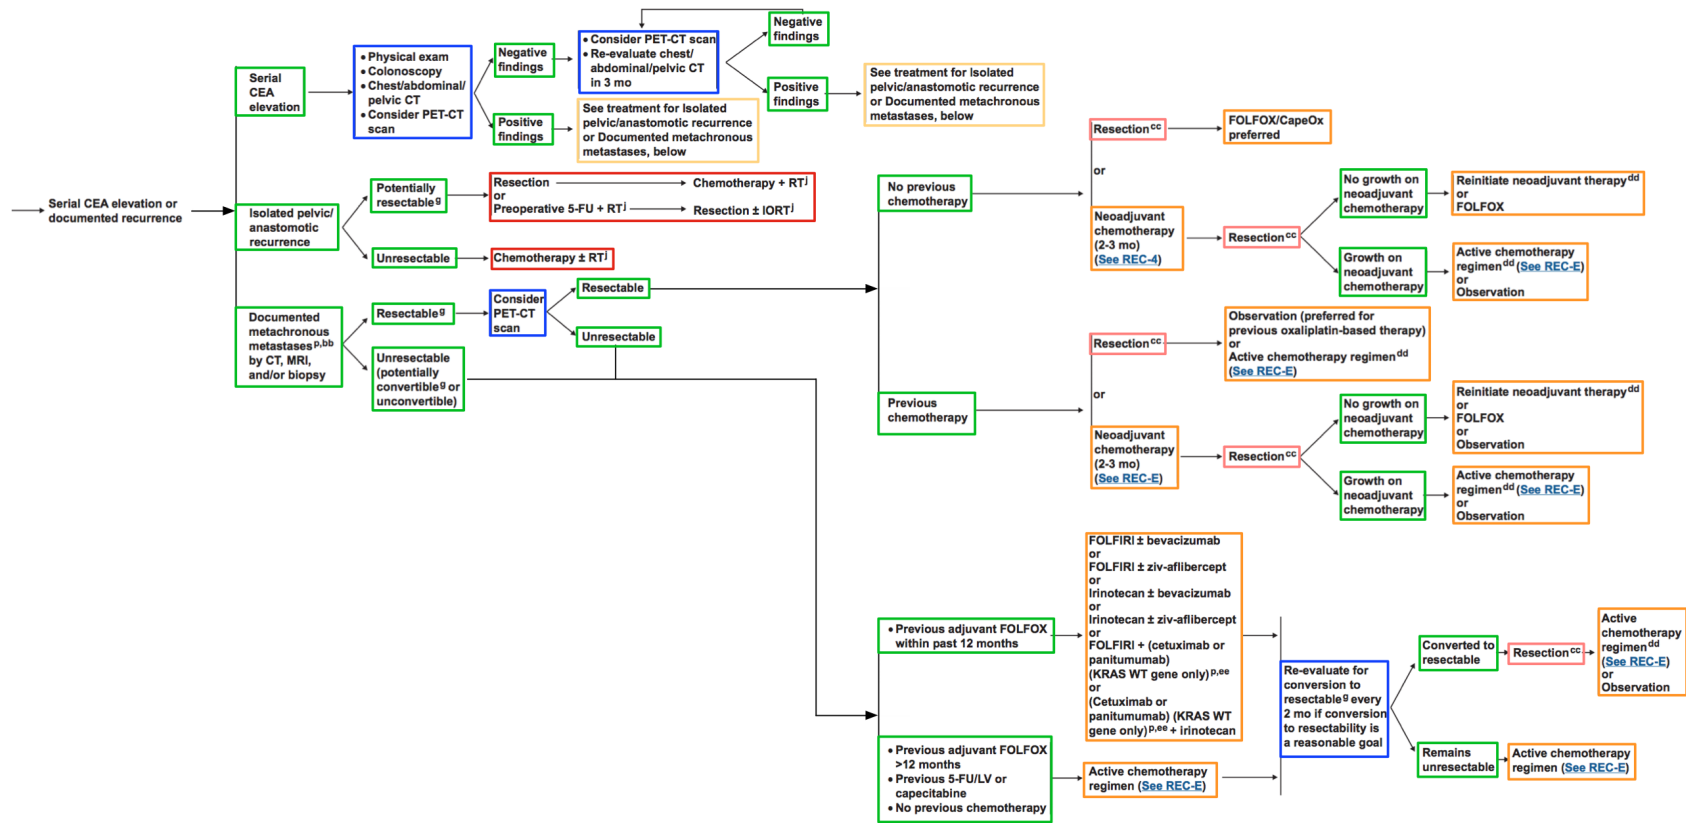 Serial CEA elevation or
documented recurrence
Serial
CEA
elevation
• Physical exam
• Colonoscopy
• Chest/abdominal/
pelvic CT
• Consider PET-CT
scan
Negative
findings
Positive
findings
• Consider PET-CT scan
• Re-evaluate chest/
abdominal/pelvic CT
in 3 mo
See treatment for Isolated
pelvic/anastomotic recurrence
or Documented metachronous
metastases, below
Negative
findings
Positive
findings
See treatment for Isolated
pelvic/anastomotic recurrence
or Documented metachronous
metastases, below
Isolated pelvic/
anastomotic
recurrence
Potentially
resectable g
Resection
Chemotherapy + RT j
or
Preoperative 5-FU + RT j
Resection ± IORT j
Unresectable
Chemotherapy ± RT j
Documented
metachronous
metastases p,bb
by CT, MRI,
and/or biopsy
Resectable g
Consider
PET-CT
scan
Resectable
Unresectable
Unresectable
(potentially
convertible g or
unconvertible)
No previous
chemotherapy
Resection cc
FOLFOX/CapeOx
preferred
or
Neoadjuvant
chemotherapy
(2-3 mo)
(See REC-4)
Resection cc
No growth on
neoadjuvant
chemotherapy
Reinitiate neoadjuvant therapy dd
or
FOLFOX
Growth on
neoadjuvant
chemotherapy
Active chemotherapy
regimen dd (See REC-E)
or
Observation
Previous
chemotherapy
Resection cc
Observation (preferred for
previous oxaliplatin-based therapy)
or
Active chemotherapy regimen dd
(See REC-E)
or
Neoadjuvant
chemotherapy
(2-3 mo)
(See REC-E)
Resection cc
No growth on
neoadjuvant
chemotherapy
Reinitiate neoadjuvant therapy dd
or
FOLFOX
or
Observation
Growth on
neoadjuvant
chemotherapy
Active chemotherapy
regimen dd (See REC-E)
or
Observation
• Previous adjuvant FOLFOX
within past 12 months
FOLFIRI ± bevacizumab
or
FOLFIRI ± ziv-aflibercept
or
Irinotecan ± bevacizumab
or
Irinotecan ± ziv-aflibercept
or
FOLFIRI + (cetuximab or
panitumumab)
(KRAS WT gene only) p,ee
or
(Cetuximab or
panitumumab) (KRAS WT
gene only) p,ee + irinotecan
• Previous adjuvant FOLFOX
>12 months
• Previous 5-FU/LV or
capecitabine
• No previous chemotherapy
Active chemotherapy
regimen (See REC-E)
Re-evaluate for
conversion to
resectable g every
2 mo if conversion
to resectability is
a reasonable goal
Converted to
resectable
Resection cc
Active
chemotherapy
regimen dd
(See REC-E)
or
Observation
Remains
unresectable
Active chemotherapy
regimen (See REC-E)